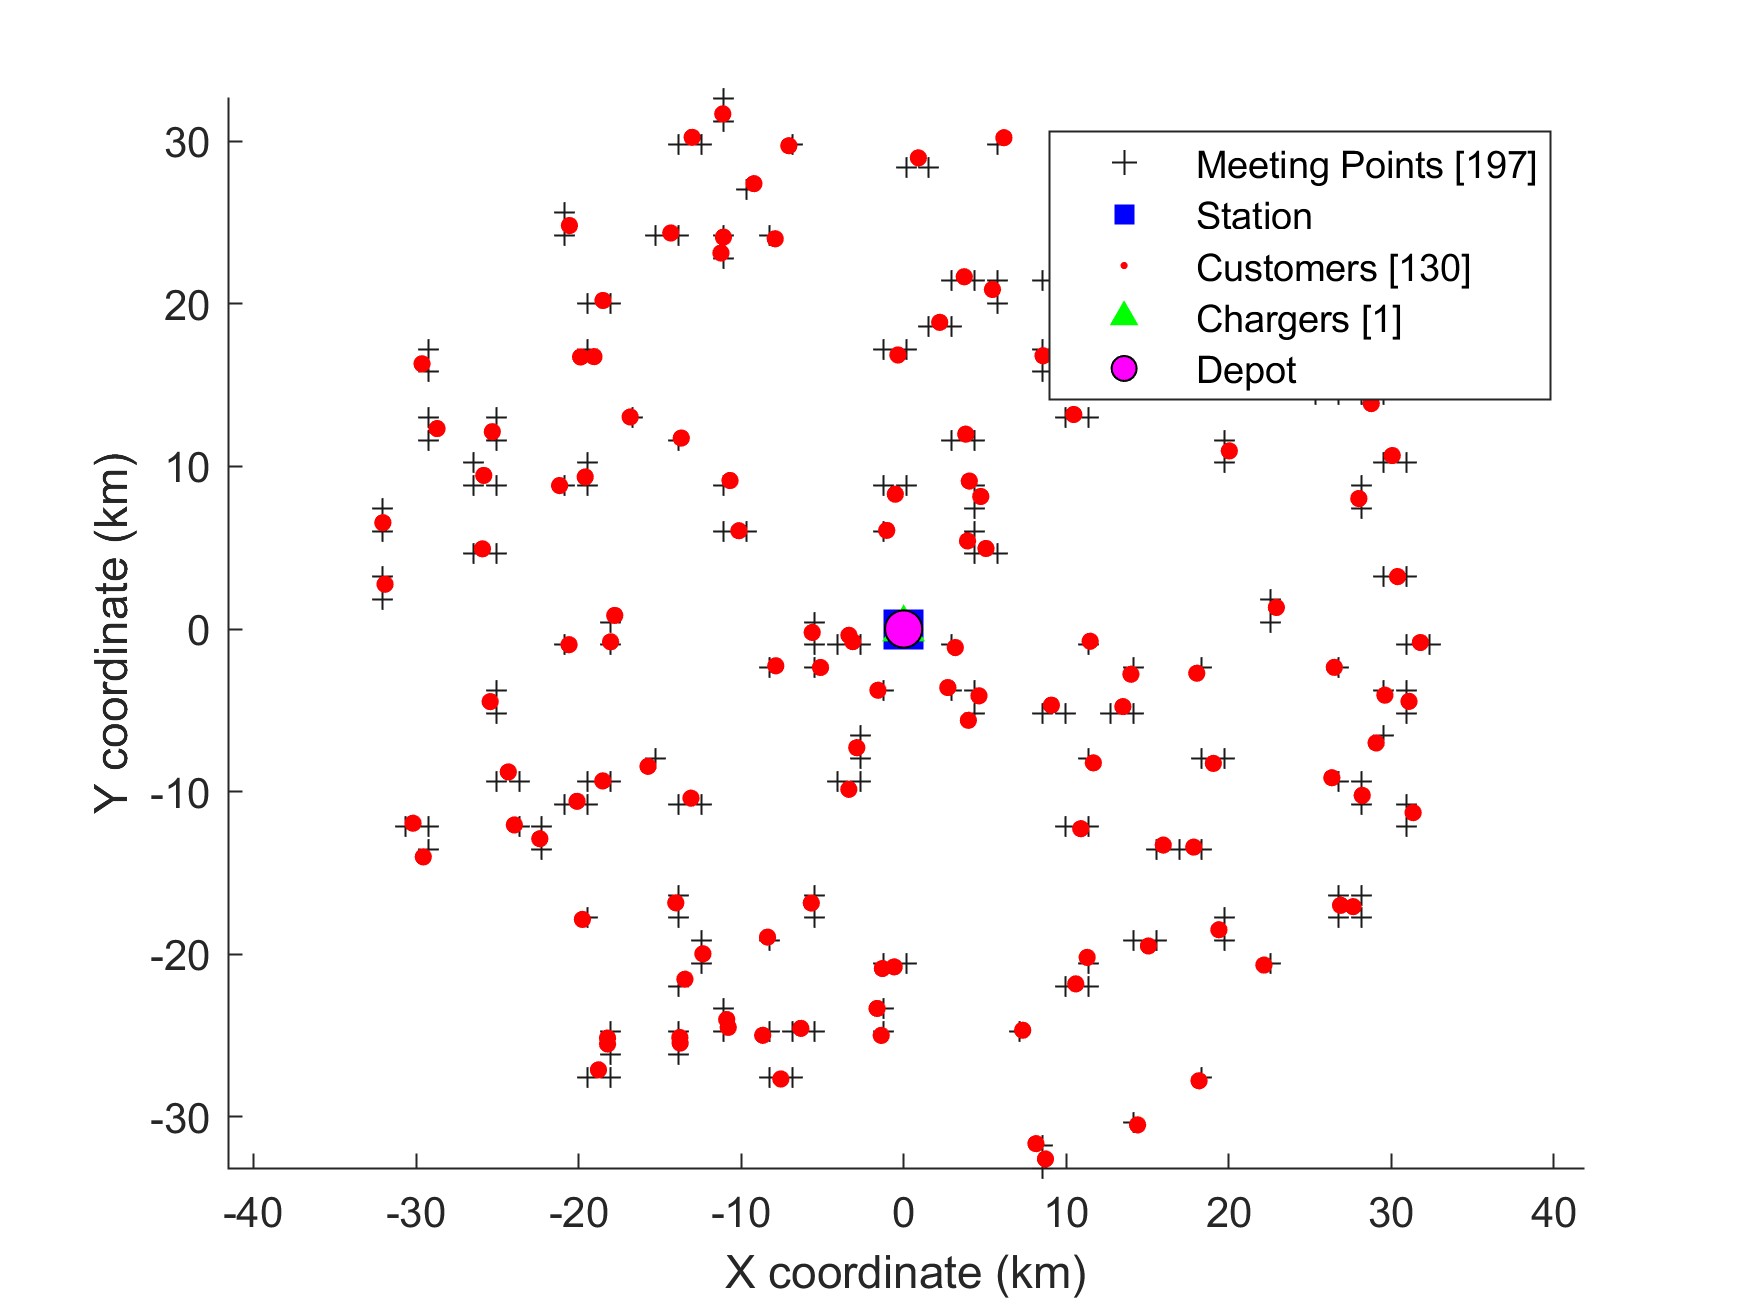 Meeting Points [197]
Station
Customers [130]
Chargers [1]
Depot
30
20
10
0
-10
-20
-30
Y coordinate (km)
-40 -30 -20 -10 0 10 20 30 40
X coordinate (km)